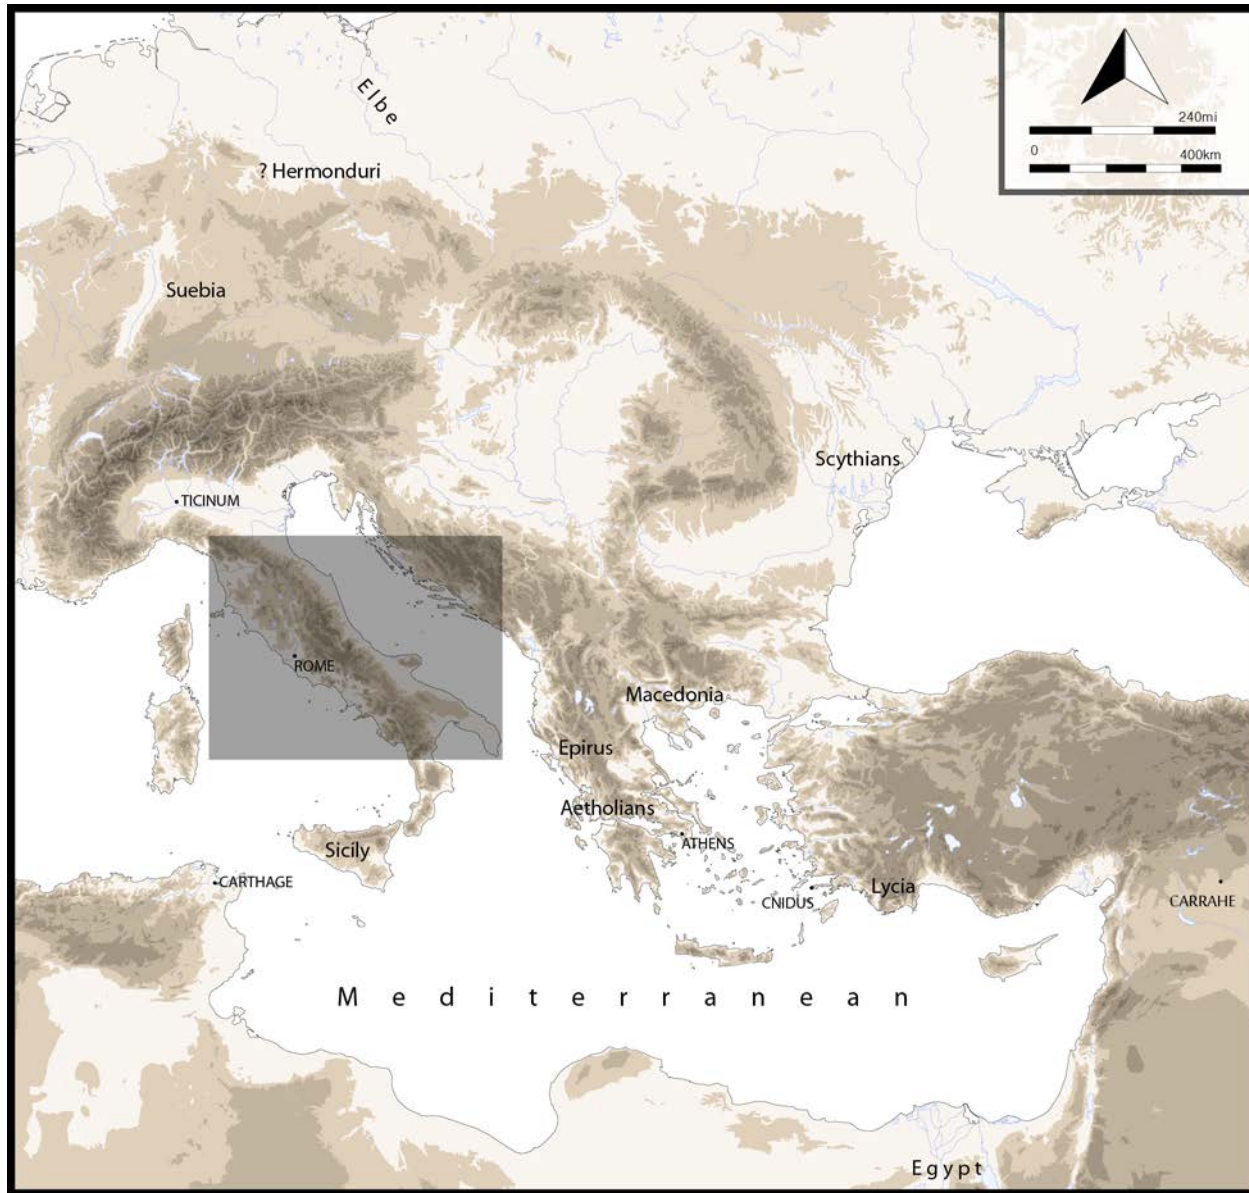 240mi
0
400km
Elbe
? Hermonduri
Suebia
Scythians
TICINUM
ROME
Macedonia
Epirus
Aetholians
ATHENS
Sicily
CARTHAGE
CNIDUS
Lycia
CARRAHE
Mediterranean
Egypt